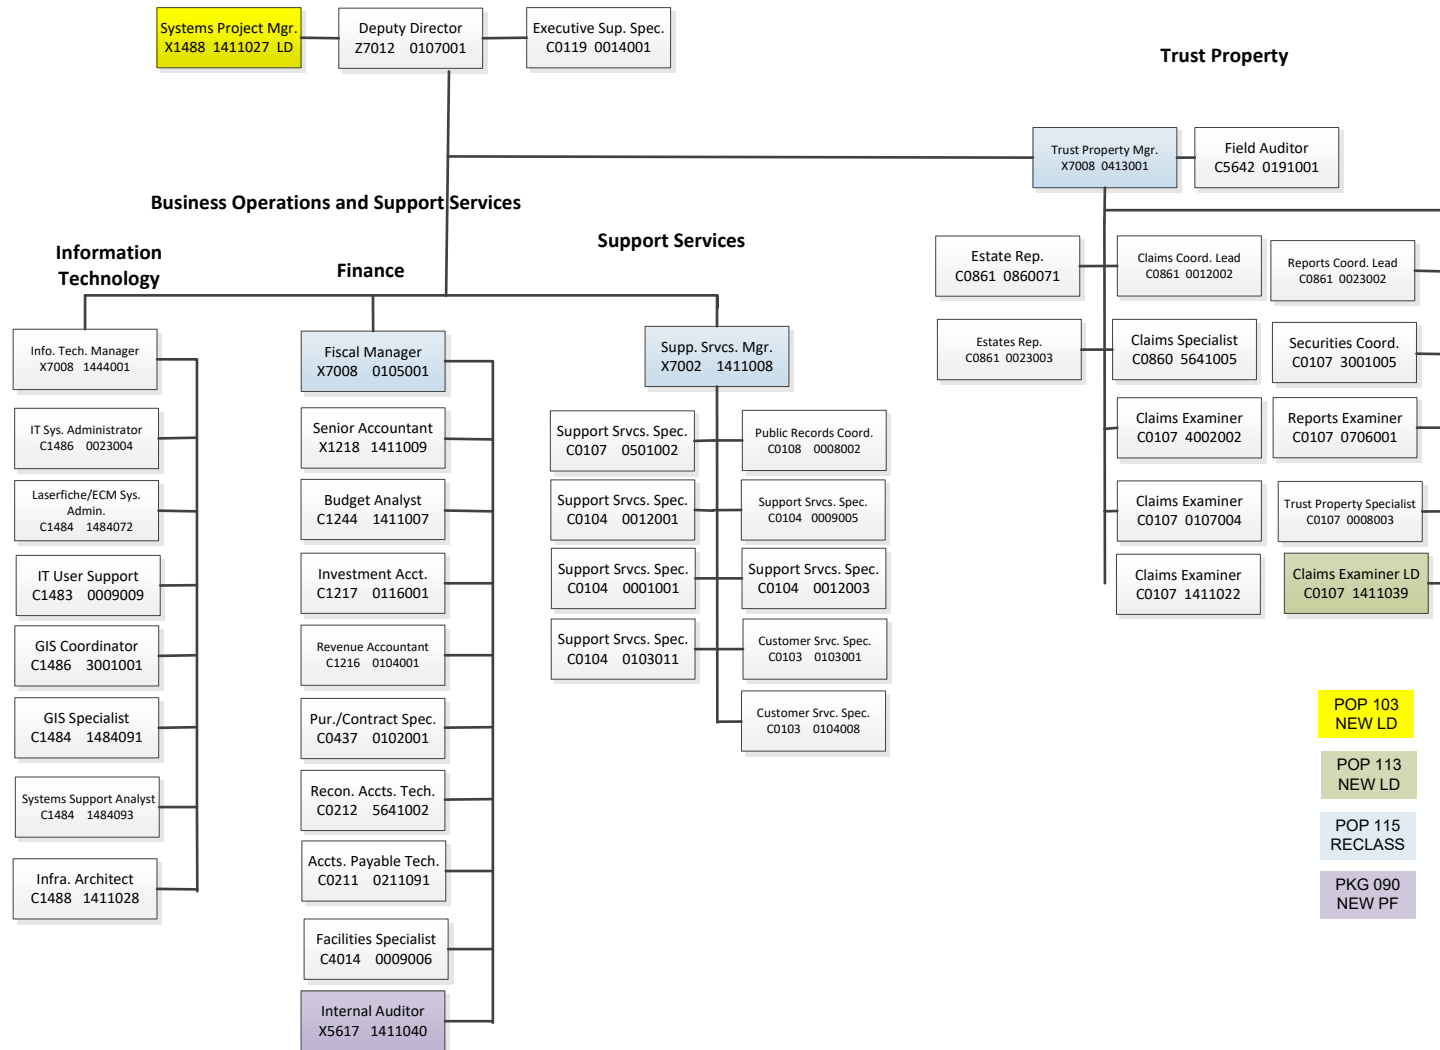 Systems Project Mgr.
X1488 1411027 LD
Deputy Director
Z7012 0107001
Executive Sup. Spec.
C0119 0014001
Trust Property
Trust Property Mgr.
X7008 0413001
Field Auditor
C5642 0191001
Business Operations and Support Services
Information
Technology
Finance
Support Services
Info. Tech. Manager
X7008 1444001
IT Sys. Administrator
C1486 0023004
Laserfiche/ECM Sys.
Admin.
C1484 1484072
IT User Support
C1483 0009009
GIS Coordinator
C1486 3001001
GIS Specialist
C1484 1484091
Systems Support Analyst
C1484 1484093
Infra. Architect
C1488 1411028
Fiscal Manager
X7008 0105001
Senior Accountant
X1218 1411009
Budget Analyst
C1244 1411007
Investment Acct.
C1217 0116001
Revenue Accountant
C1216 0104001
Pur./Contract Spec.
C0437 0102001
Recon. Accts. Tech.
C0212 5641002
Accts. Payable Tech.
C0211 0211091
Facilities Specialist
C4014 0009006
Internal Auditor
X5617 1411040
Supp. Srvcs. Mgr.
X7002 1411008
Support Srvcs. Spec.
C0107 0501002
Public Records Coord.
C0108 0008002
Support Srvcs. Spec.
C0104 0012001
Support Srvcs. Spec.
C0104 0009005
Support Srvcs. Spec.
C0104 0001001
Support Srvcs. Spec.
C0104 0012003
Support Srvcs. Spec.
C0104 0103011
Customer Srvc. Spec.
C0103 0103001
Customer Srvc. Spec.
C0103 0104008
Estate Rep.
C0861 0860071
Claims Coord. Lead
C0861 0012002
Reports Coord. Lead
C0861 0023002
Estates Rep.
C0861 0023003
Claims Specialist
C0860 5641005
Securities Coord.
C0107 3001005
Claims Examiner
C0107 4002002
Reports Examiner
C0107 0706001
Claims Examiner
C0107 0107004
Trust Property Specialist
C0107 0008003
Claims Examiner
C0107 1411022
Claims Examiner LD
C0107 1411039
POP 103
NEW LD
POP 113
NEW LD
POP 115
RECLASS
PKG 090
NEW PF